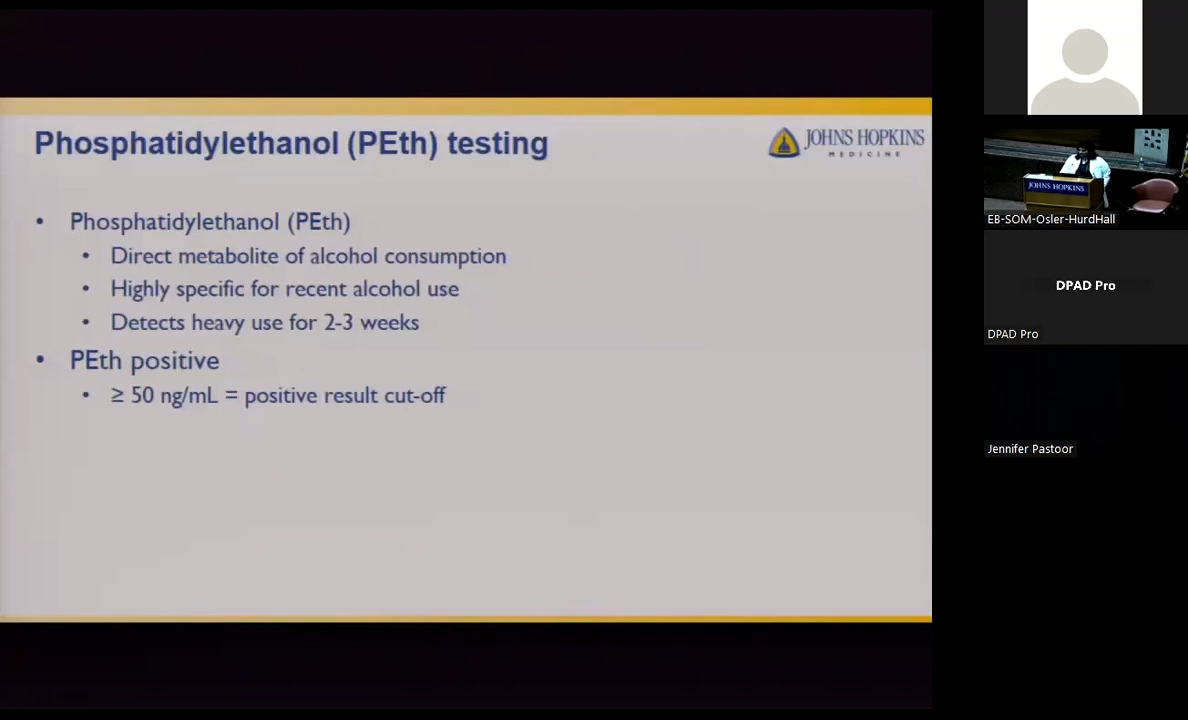 Phosphatidylethanol (PEth) testing
JOHNS HOPKINS
MEDICINE
• Phosphatidylethanol (PEth)
• Direct metabolite of alcohol consumption
• Highly specific for recent alcohol use
• Detects heavy use for 2-3 weeks
• PEth positive
• ≥ 50 ng/mL = positive result cut-off
JOHNS HOPKINS
EB-SOM-Osler-HurdHall
DPAD Pro
DPAD Pro
Jennifer Pastoor